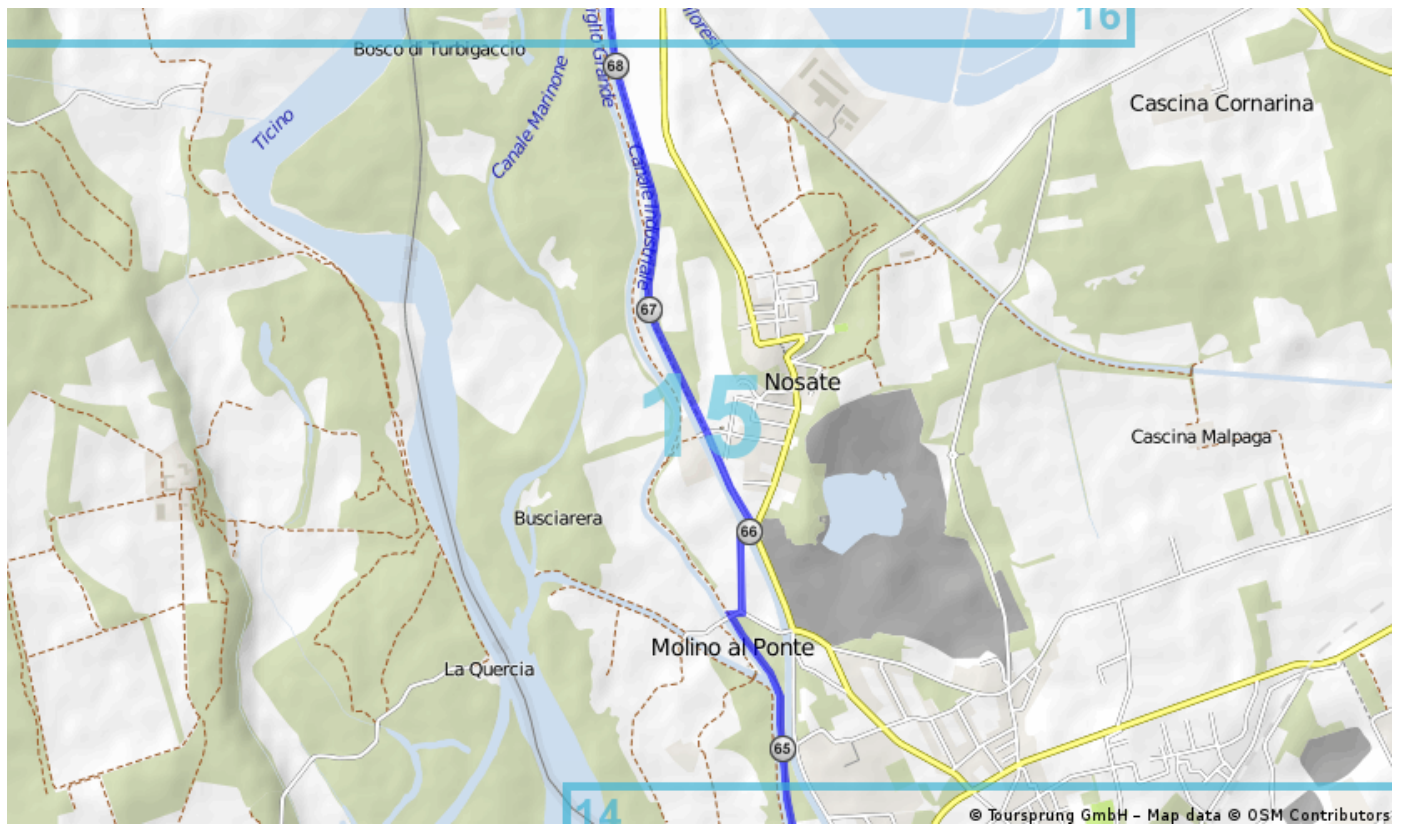 16
Bosco di Turbigaccio
68
Canale Marinone
Cascina Cornarina
Ticino
Canale Industriale
67
15
Nosate
Cascina Malpaga
Busciarera
66
Molino al Ponte
La Quercia
65
14
© Toursprung GmbH – Map data © OSM Contributors